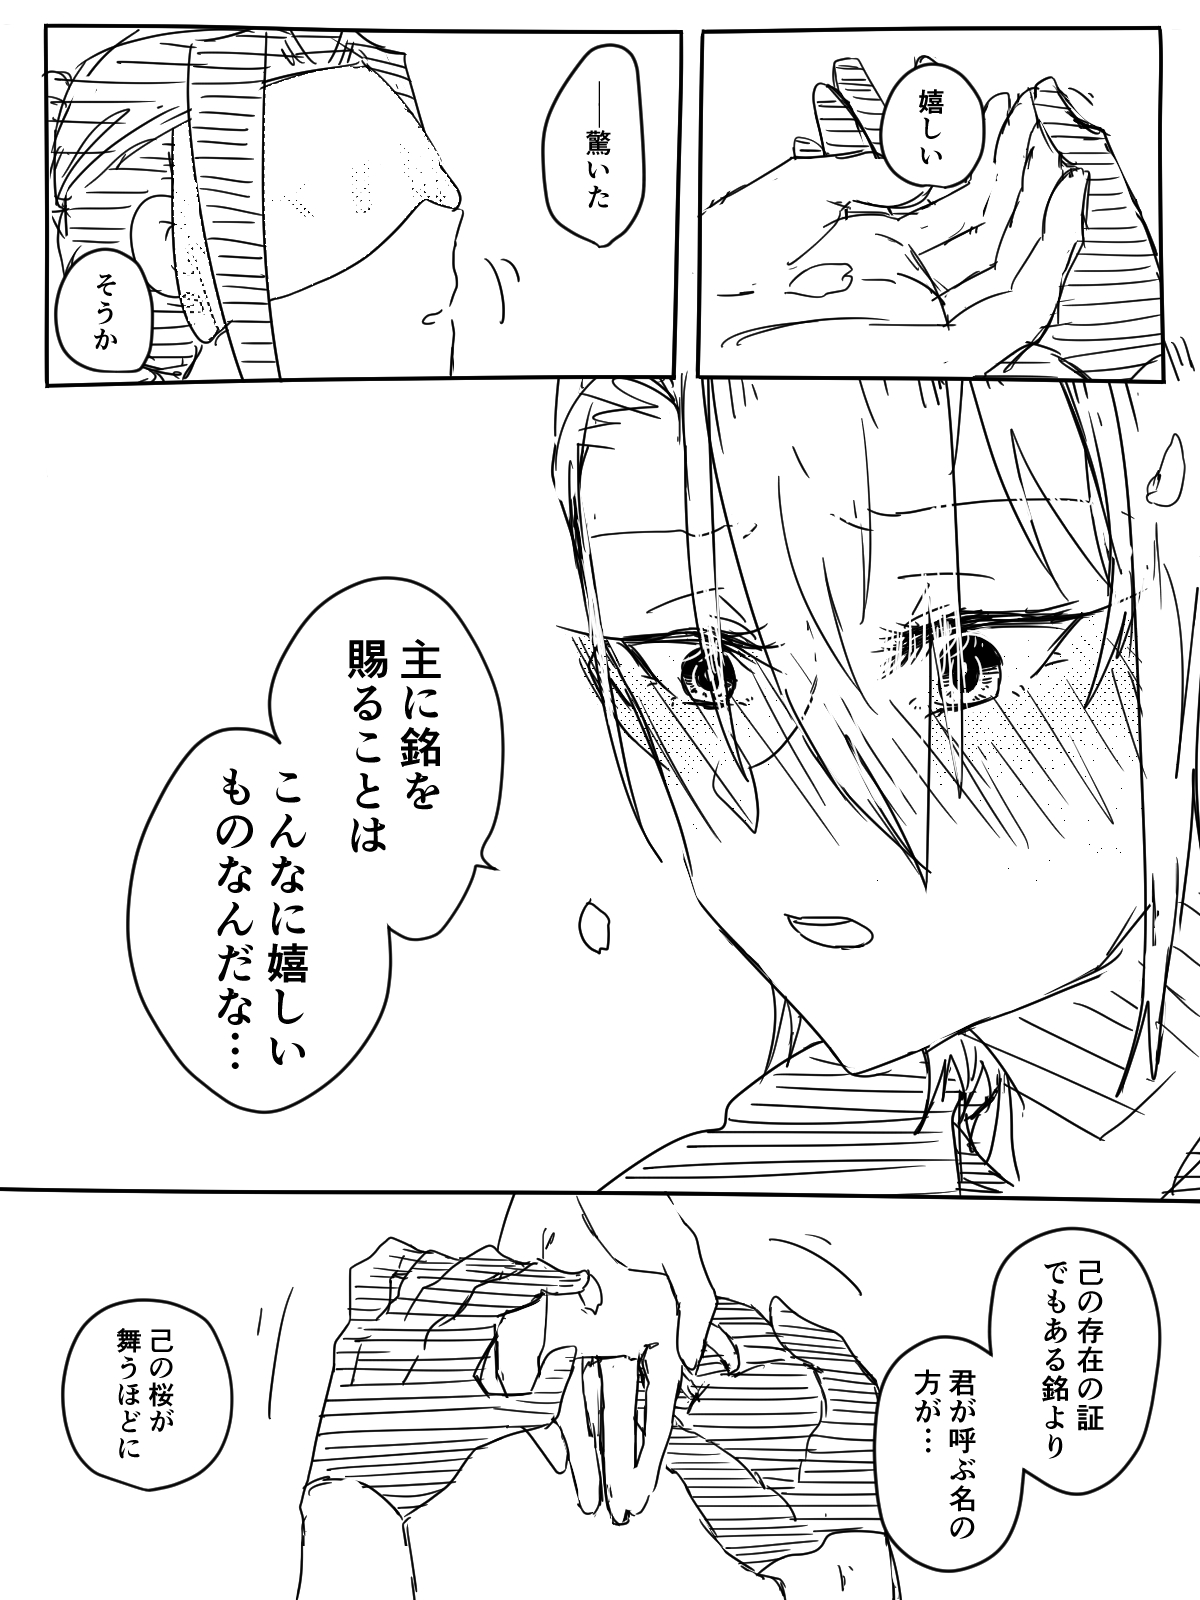 嬉しい
──驚いた
そうか
主に銘を
賜ることは
こんなに嬉しい
ものなんだな…
己の存在の証
でもある銘より
君が呼ぶ名の
方が…
己の桜が
舞うほどに